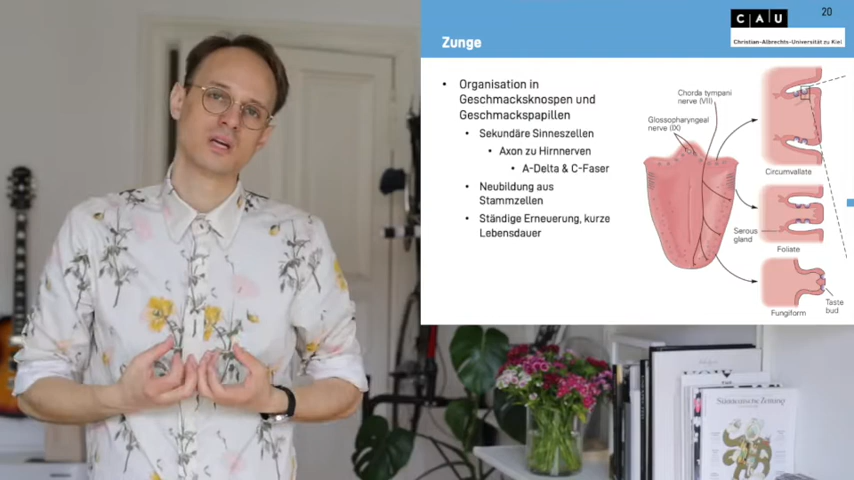 CAU
20
Christian-Albrechts-Universität zu Kiel
Zunge
• Organisation in
Geschmacksknospen und
Geschmackspapillen
• Sekundäre Sinneszellen
• Axon zu Hirnnerven
• A-Delta & C-Faser
• Neubildung aus
Stammzellen
• Ständige Erneuerung, kurze
Lebensdauer
Chorda tympani
nerve (VII)
Glossopharyngeal
nerve (IX)
Circumvallate
Serous
gland
Foliate
Taste
bud
Fungiform
Süddeutsche Zeitung